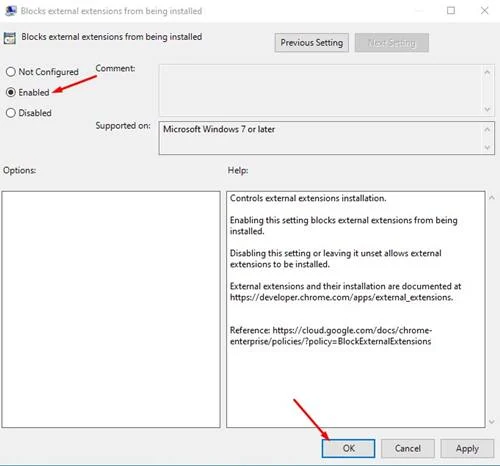 Blocks external extensions from being installed
Blocks external extensions from being installed
Previous Setting
Next Setting
Not Configured
Comment:
Enabled
Disabled
Supported on:
Microsoft Windows 7 or later
Options:
Help:
Controls external extensions installation.
Enabling this setting blocks external extensions from being
installed.
Disabling this setting or leaving it unset allows external
extensions to be installed.
External extensions and their installation are documented at
https://developer.chrome.com/apps/external_extensions.
Reference: https://cloud.google.com/docs/chrome-
enterprise/policies/?policy=BlockExternalExtensions
OK
Cancel
Apply